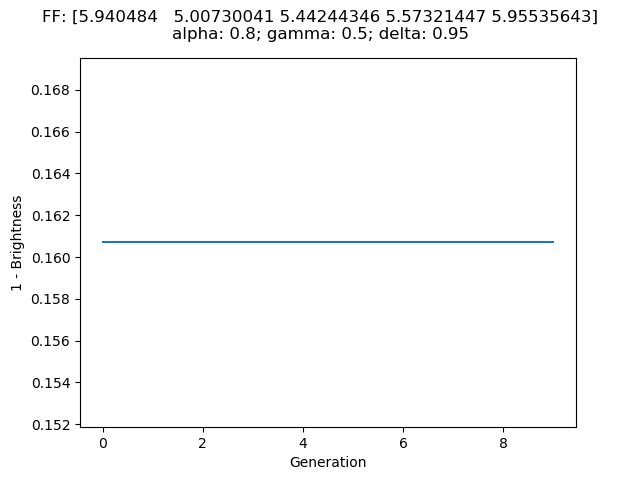 FF: [5.940484   5.00730041 5.44244346 5.57321447 5.95535643]
alpha: 0.8; gamma: 0.5; delta: 0.95
0.168
0.166
0.164
0.162
0.160
0.158
0.156
0.154
0.152
1 - Brightness
0 2 4 6 8
Generation